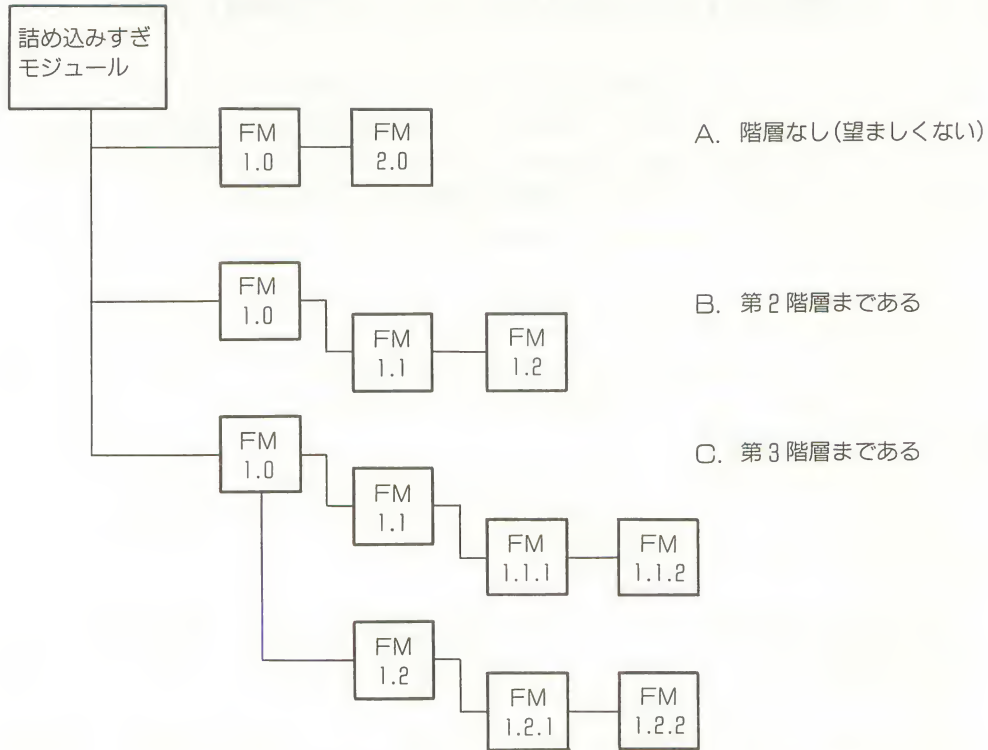 詰め込みすぎ
モジュール
FM
1.0
FM
2.0
A. 階層なし(望ましくない)
FM
1.0
B. 第2階層まである
FM
1.1
FM
1.2
FM
1.0
C. 第3階層まである
FM
1.1
FM
1.1.1
FM
1.1.2
FM
1.2
FM
1.2.1
FM
1.2.2